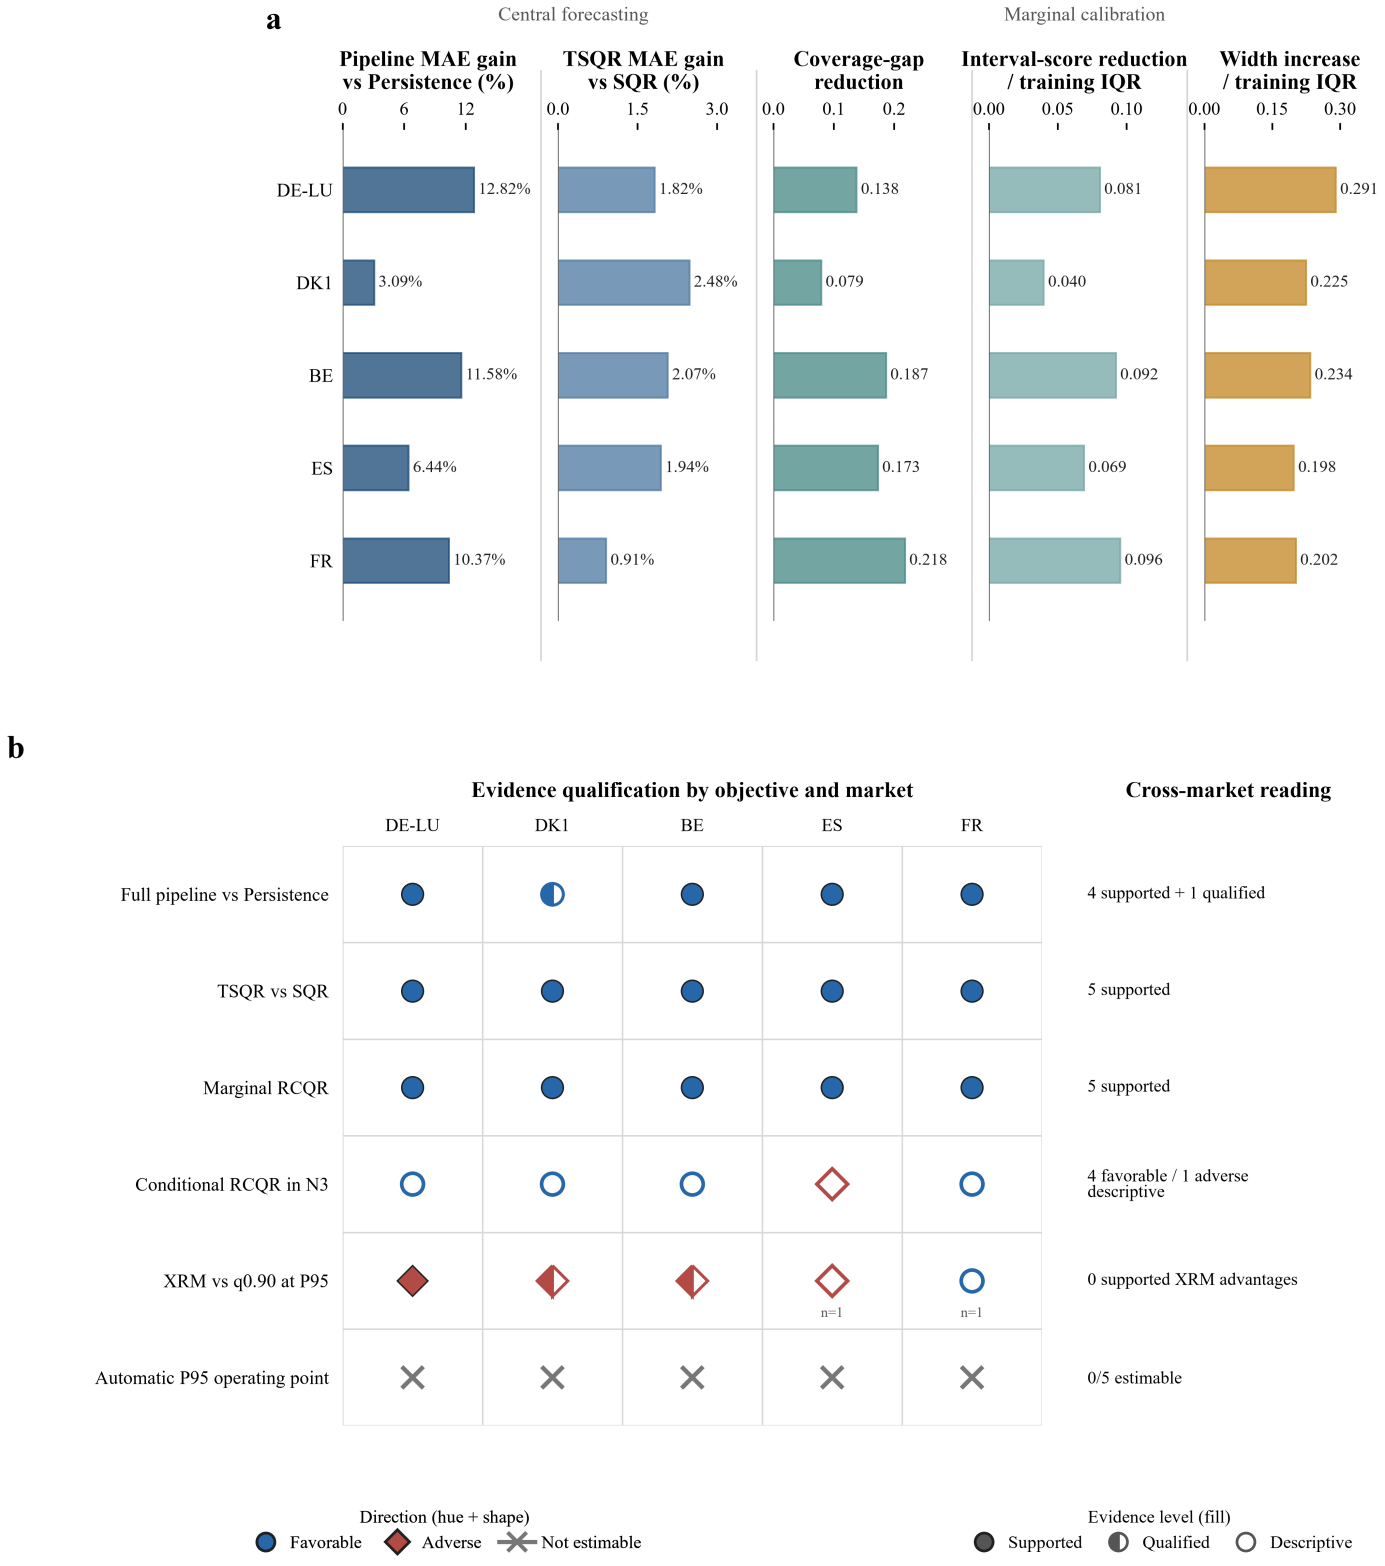 a
Central forecasting
Marginal calibration
Pipeline MAE gain
vs Persistence (%)
TSQR MAE gain
vs SQR (%)
Coverage-gap
reduction
Interval-score reduction
/ training IQR
Width increase
/ training IQR
0 6 12
0.0 1.5 3.0
0.0 0.1 0.2
0.00 0.05 0.10
0.00 0.15 0.30
DE-LU 12.82% 1.82% 0.138 0.081 0.291
DK1 3.09% 2.48% 0.079 0.040 0.225
BE 11.58% 2.07% 0.187 0.092 0.234
ES 6.44% 1.94% 0.173 0.069 0.198
FR 10.37% 0.91% 0.218 0.096 0.202
b
Evidence qualification by objective and market
Cross-market reading
DE-LU DK1 BE ES FR
Full pipeline vs Persistence
4 supported + 1 qualified
TSQR vs SQR
5 supported
Marginal RCQR
5 supported
Conditional RCQR in N3
4 favorable / 1 adverse
descriptive
XRM vs q0.90 at P95
0 supported XRM advantages
n=1
n=1
Automatic P95 operating point
0/5 estimable
Direction (hue + shape)
Favorable Adverse Not estimable
Evidence level (fill)
Supported Qualified Descriptive